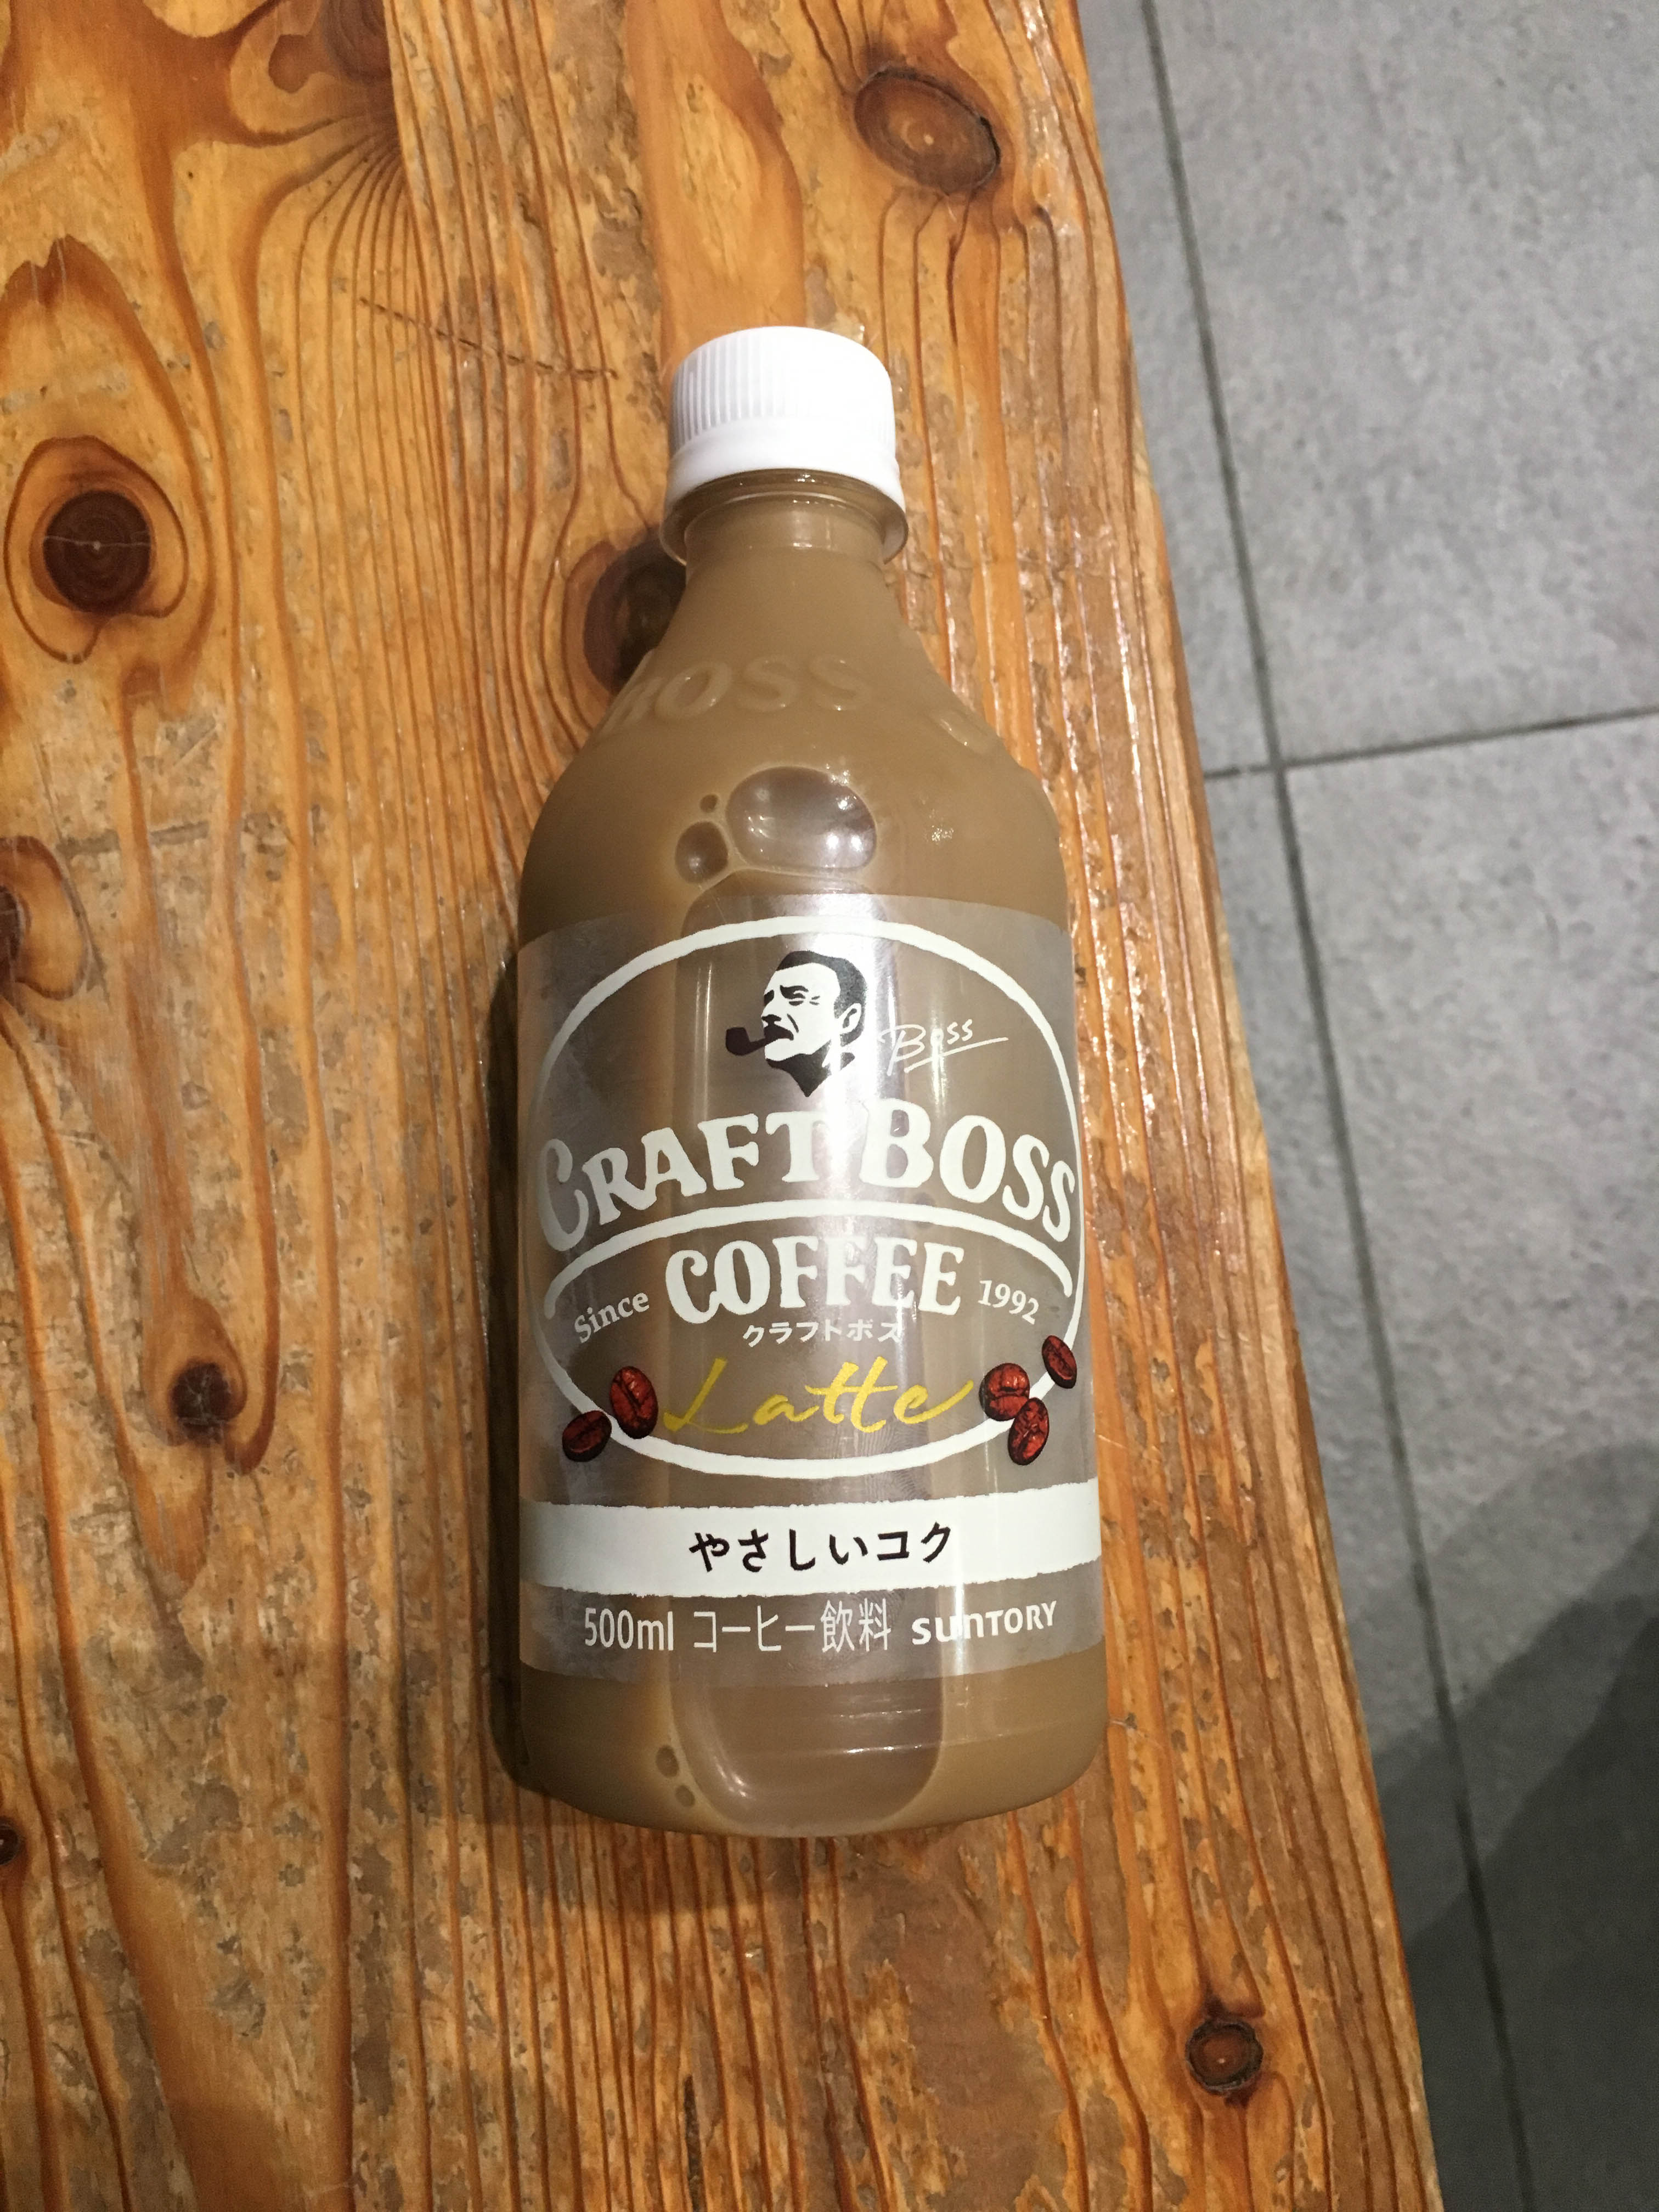 BOSS
Boss
CRAFT BOSS
COFFEE
Since 1992
クラフトボス
Latte
やさしいコク
500ml コーヒー飲料 SUNTORY